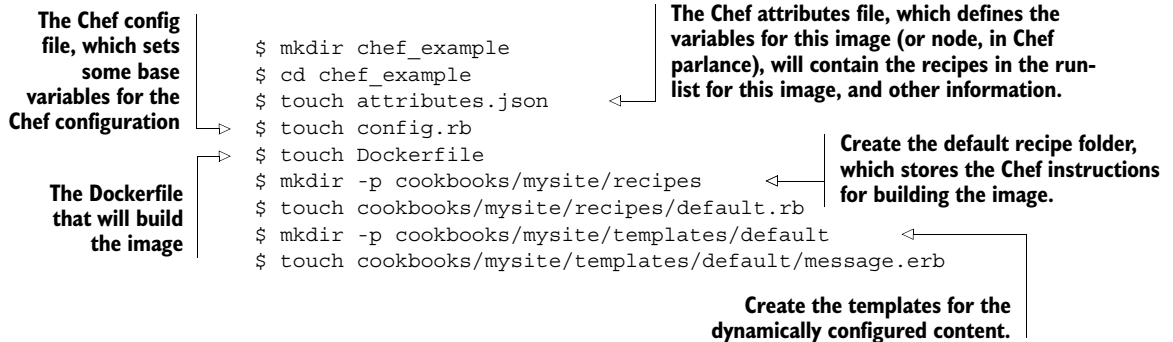 The Chef config
file, which sets
some base
variables for the
Chef configuration
The Dockerfile
that will build
the image
$ mkdir chef_example
$ cd chef_example
$ touch attributes.json
$ touch config.rb
$ touch Dockerfile
$ mkdir -p cookbooks/mysite/recipes
$ touch cookbooks/mysite/recipes/default.rb
$ mkdir -p cookbooks/mysite/templates/default
$ touch cookbooks/mysite/templates/default/message.erb
The Chef attributes file, which defines the
variables for this image (or node, in Chef
parlance), will contain the recipes in the run-
list for this image, and other information.
Create the default recipe folder,
which stores the Chef instructions
for building the image.
Create the templates for the
dynamically configured content.